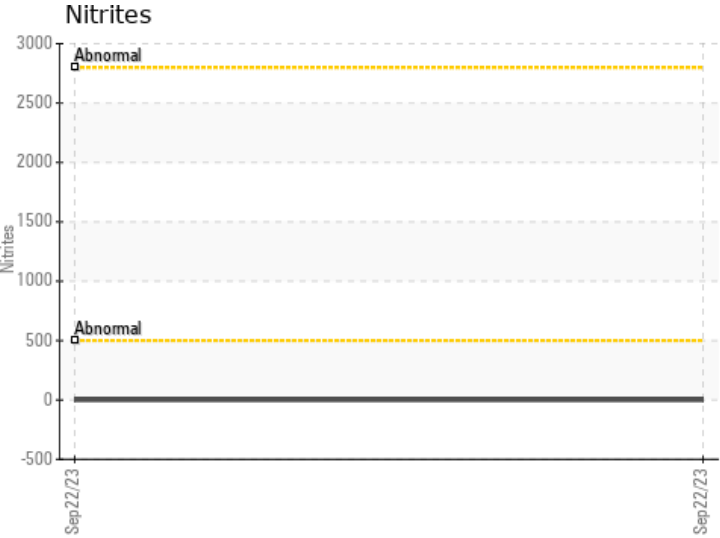 Nitrites
3000
Abnormal
2500
2000
1500
Nitrites
1000
Abnormal
500
0
-500
Sep22/23
Sep22/23